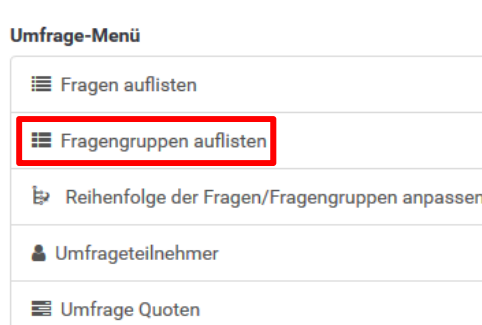 Umfrage-Menü
Fragen auflisten
Fragengruppen auflisten
Reihenfolge der Fragen/Fragengruppen anpassen
Umfrageteilnehmer
Umfrage Quoten